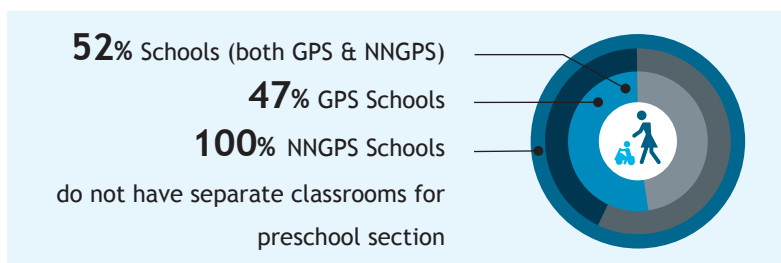 52% Schools (both GPS & NNGPS)
47% GPS Schools
100% NNGPS Schools
do not have separate classrooms for
preschool section